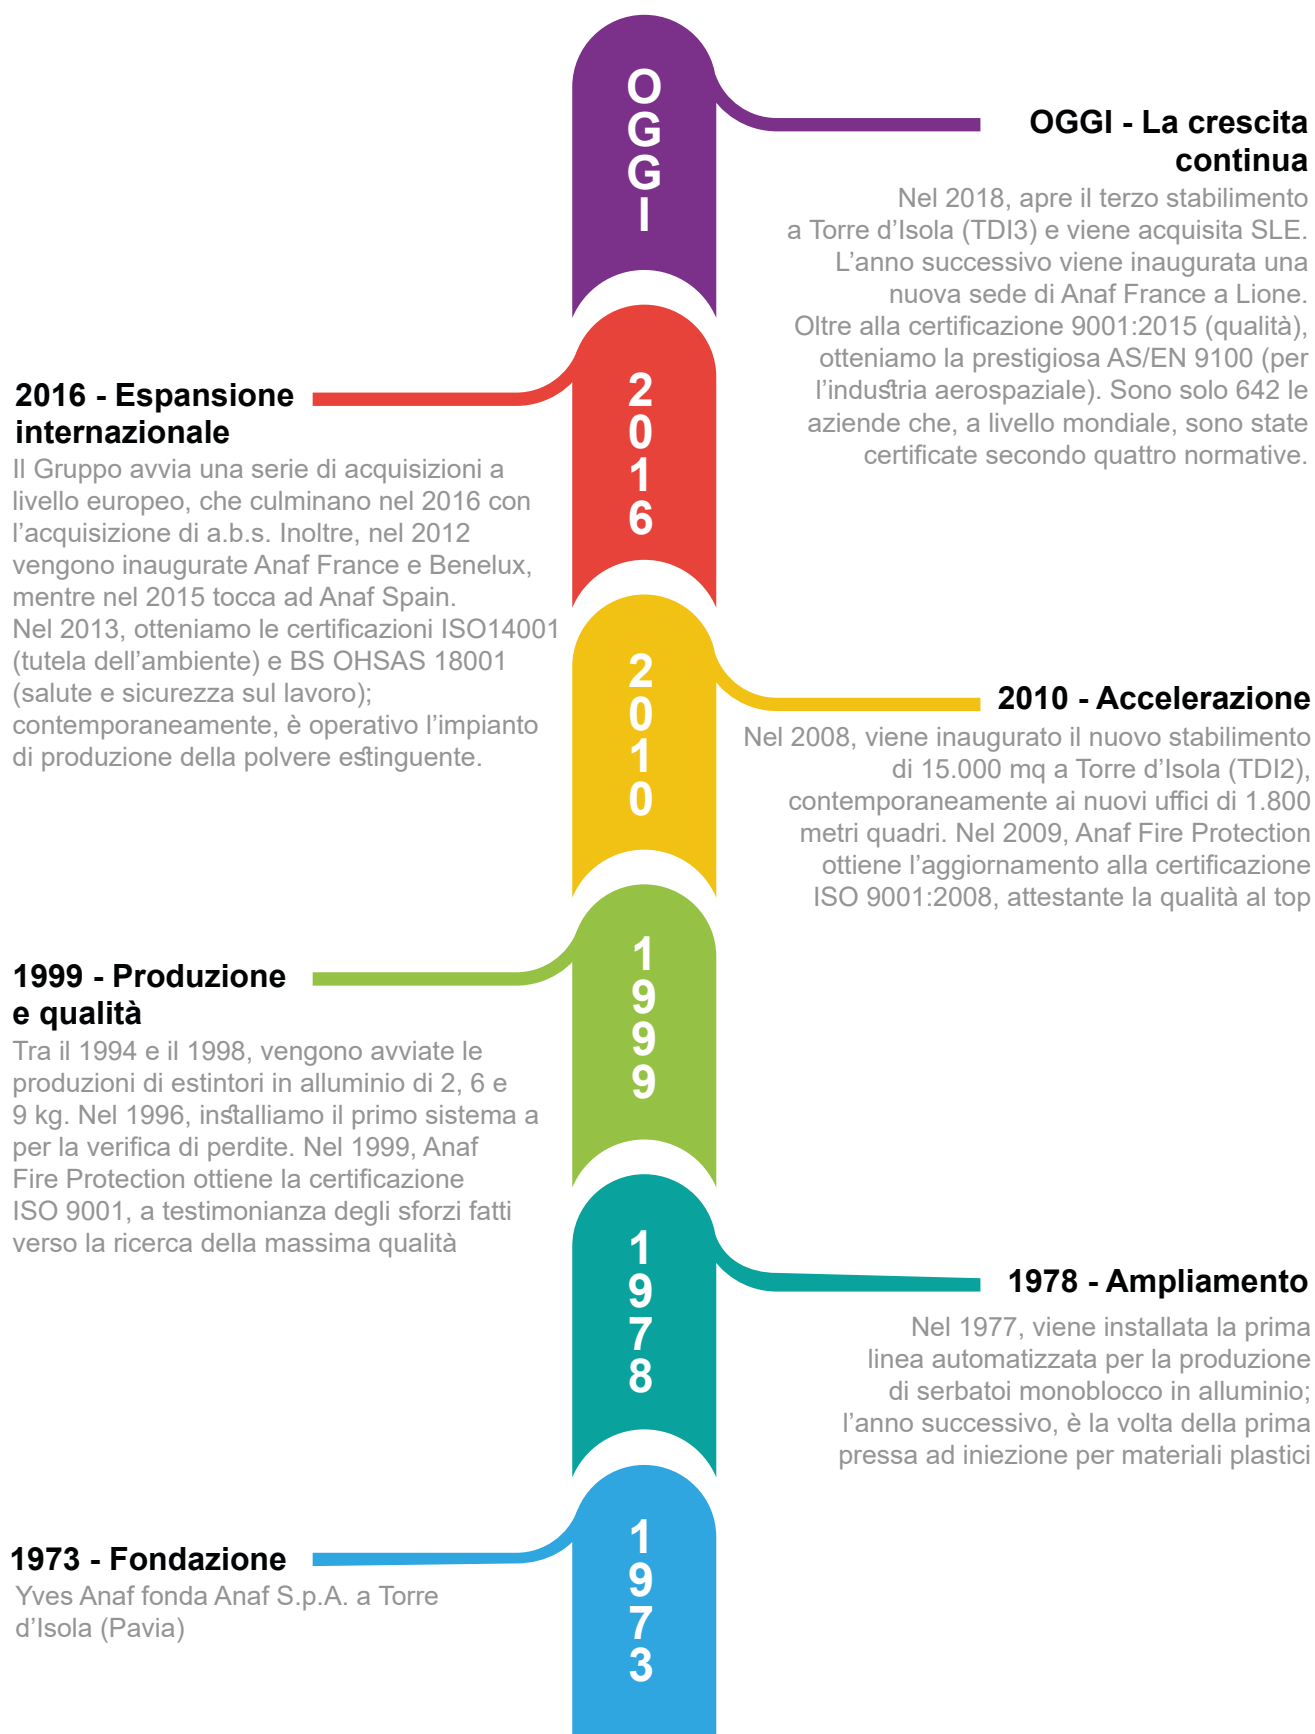 OGGI
OGGI - La crescita
continua
Nel 2018, apre il terzo stabilimento
a Torre d’Isola (TDI3) e viene acquisita SLE.
L’anno successivo viene inaugurata una
nuova sede di Anaf France a Lione.
Oltre alla certificazione 9001:2015 (qualità),
otteniamo la prestigiosa AS/EN 9100 (per
l’industria aerospaziale). Sono solo 642 le
aziende che, a livello mondiale, sono state
certificate secondo quattro normative.
2016
2016 - Espansione
internazionale
Il Gruppo avvia una serie di acquisizioni a
livello europeo, che culminano nel 2016 con
l’acquisizione di a.b.s. Inoltre, nel 2012
vengono inaugurate Anaf France e Benelux,
mentre nel 2015 tocca ad Anaf Spain.
Nel 2013, otteniamo le certificazioni ISO14001
(tutela dell’ambiente) e BS OHSAS 18001
(salute e sicurezza sul lavoro);
contemporaneamente, è operativo l’impianto
di produzione della polvere estinguente.
2010
2010 - Accelerazione
Nel 2008, viene inaugurato il nuovo stabilimento
di 15.000 mq a Torre d’Isola (TDI2),
contemporaneamente ai nuovi uffici di 1.800
metri quadri. Nel 2009, Anaf Fire Protection
ottiene l’aggiornamento alla certificazione
ISO 9001:2008, attestante la qualità al top
1999
1999 - Produzione
e qualità
Tra il 1994 e il 1998, vengono avviate le
produzioni di estintori in alluminio di 2, 6 e
9 kg. Nel 1996, installiamo il primo sistema a
per la verifica di perdite. Nel 1999, Anaf
Fire Protection ottiene la certificazione
ISO 9001, a testimonianza degli sforzi fatti
verso la ricerca della massima qualità
1978
1978 - Ampliamento
Nel 1977, viene installata la prima
linea automatizzata per la produzione
di serbatoi monoblocco in alluminio;
l’anno successivo, è la volta della prima
pressa ad iniezione per materiali plastici
1973
1973 - Fondazione
Yves Anaf fonda Anaf S.p.A. a Torre
d’Isola (Pavia)